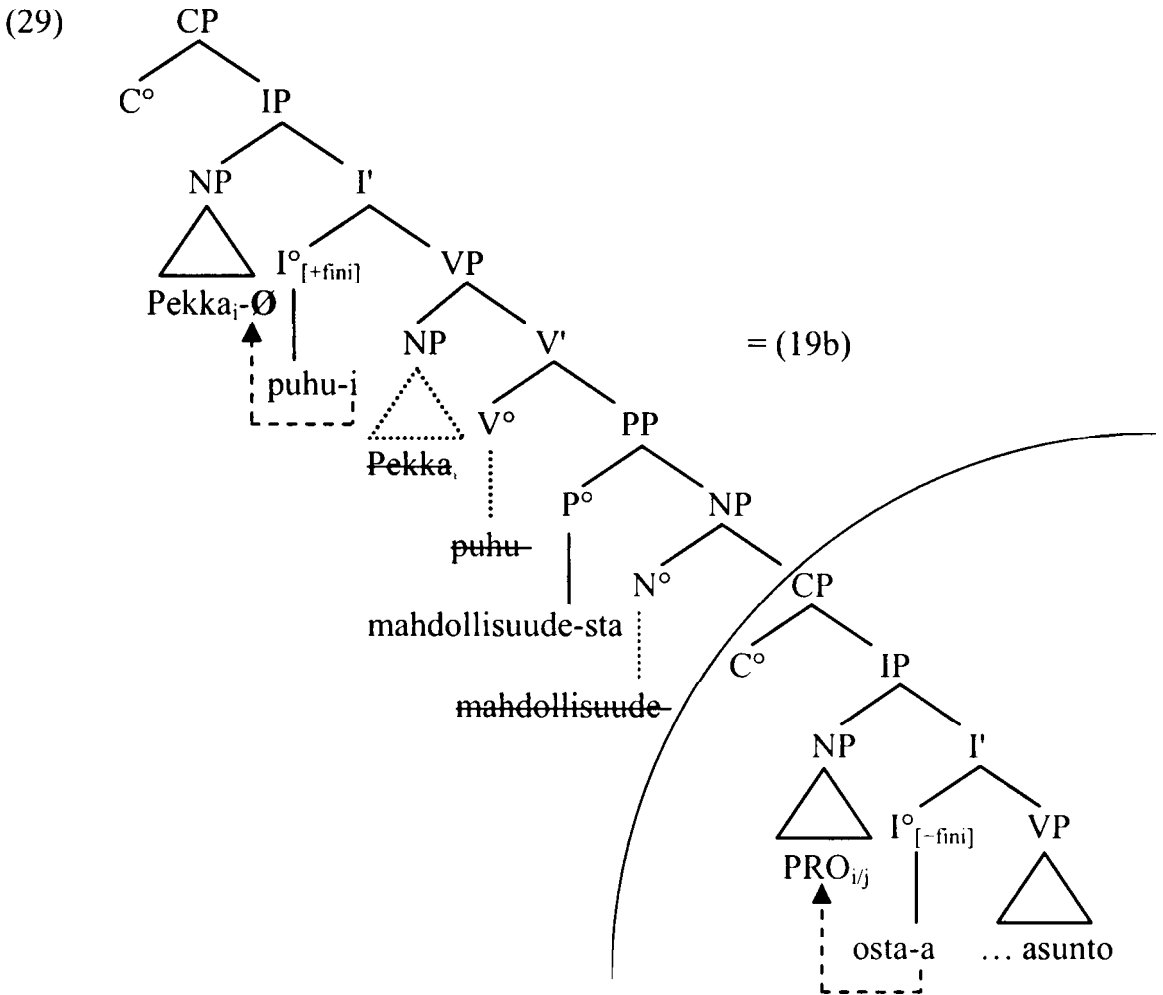 (29)
CP
C° IP
NP I'
I°[+fini] VP
Pekkai-Ø
NP V' = (19b)
puhu-i
V° PP
Pekkai
P° NP
puhu-
N° CP
mahdollisuude-sta
C° IP
mahdollisuude-
NP I'
I°[−fini] VP
PROi/j
osta-a … asunto